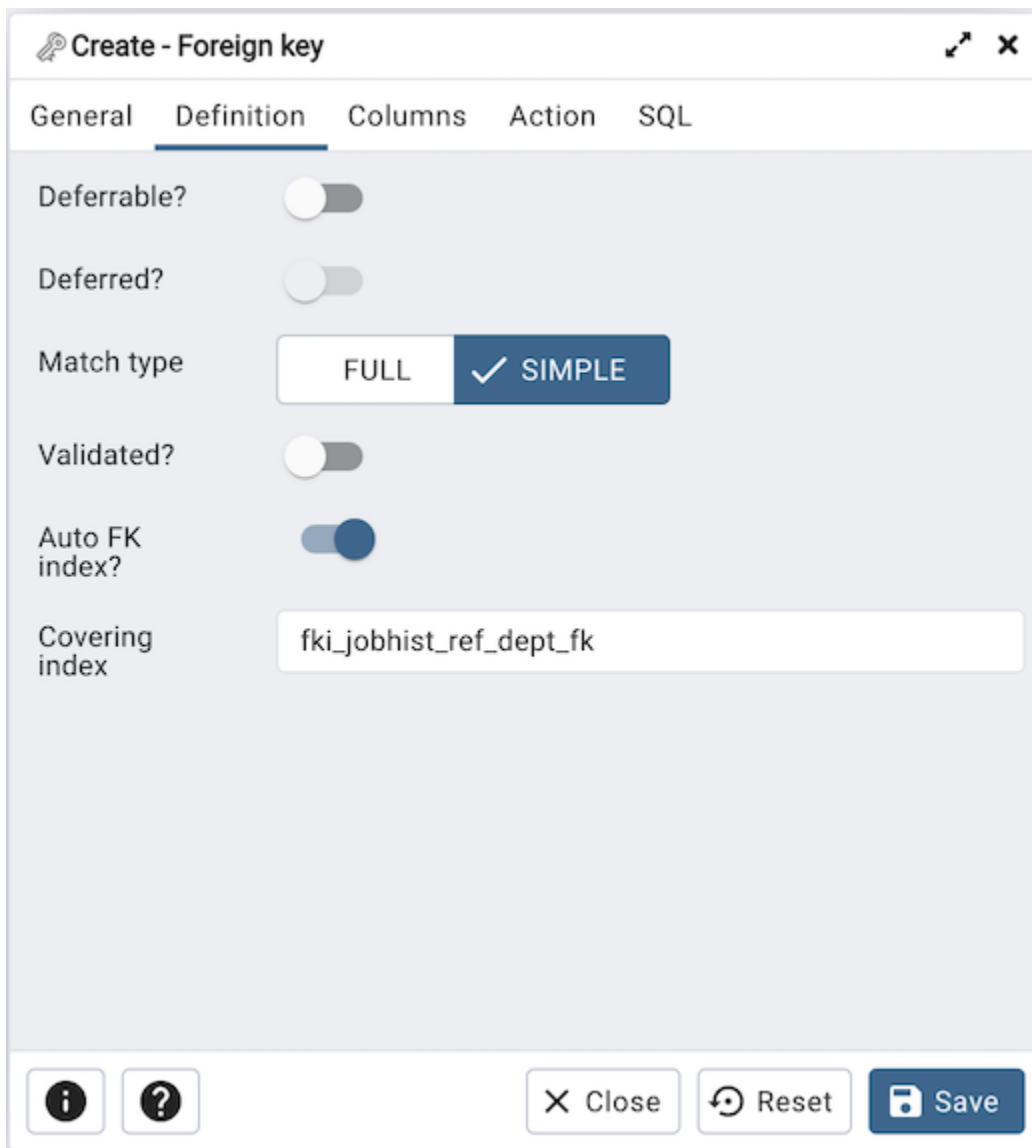 Create - Foreign key
General Definition Columns Action SQL
Deferrable?
Deferred?
Match type FULL SIMPLE
Validated?
Auto FK
index?
Covering
index
fki_jobhist_ref_dept_fk
Close Reset Save